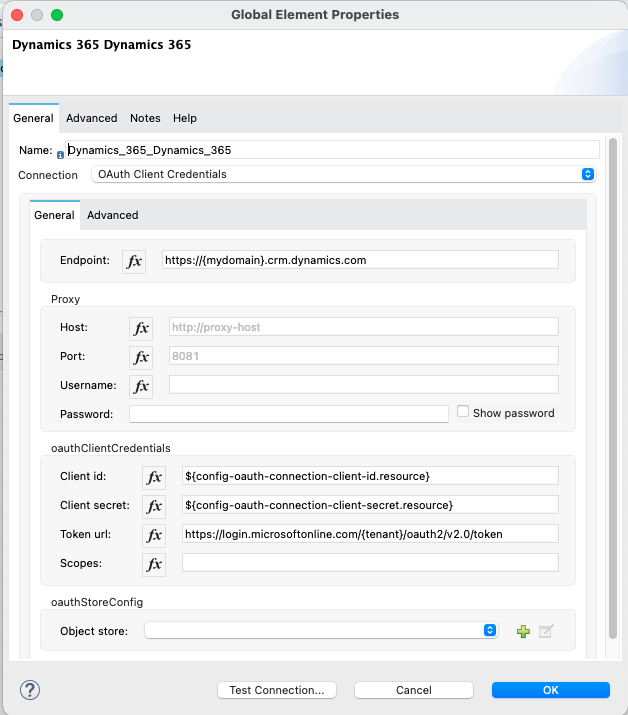 Global Element Properties
Dynamics 365 Dynamics 365
General Advanced Notes Help
Name: Dynamics_365_Dynamics_365
Connection OAuth Client Credentials
General Advanced
Endpoint: fx https://{mydomain}.crm.dynamics.com
Proxy
Host: fx http://proxy-host
Port: fx 8081
Username: fx
Password: Show password
oauthClientCredentials
Client id: fx ${config-oauth-connection-client-id.resource}
Client secret: fx ${config-oauth-connection-client-secret.resource}
Token url: fx https://login.microsoftonline.com/{tenant}/oauth2/v2.0/token
Scopes: fx
oauthStoreConfig
Object store:
? Test Connection... Cancel OK